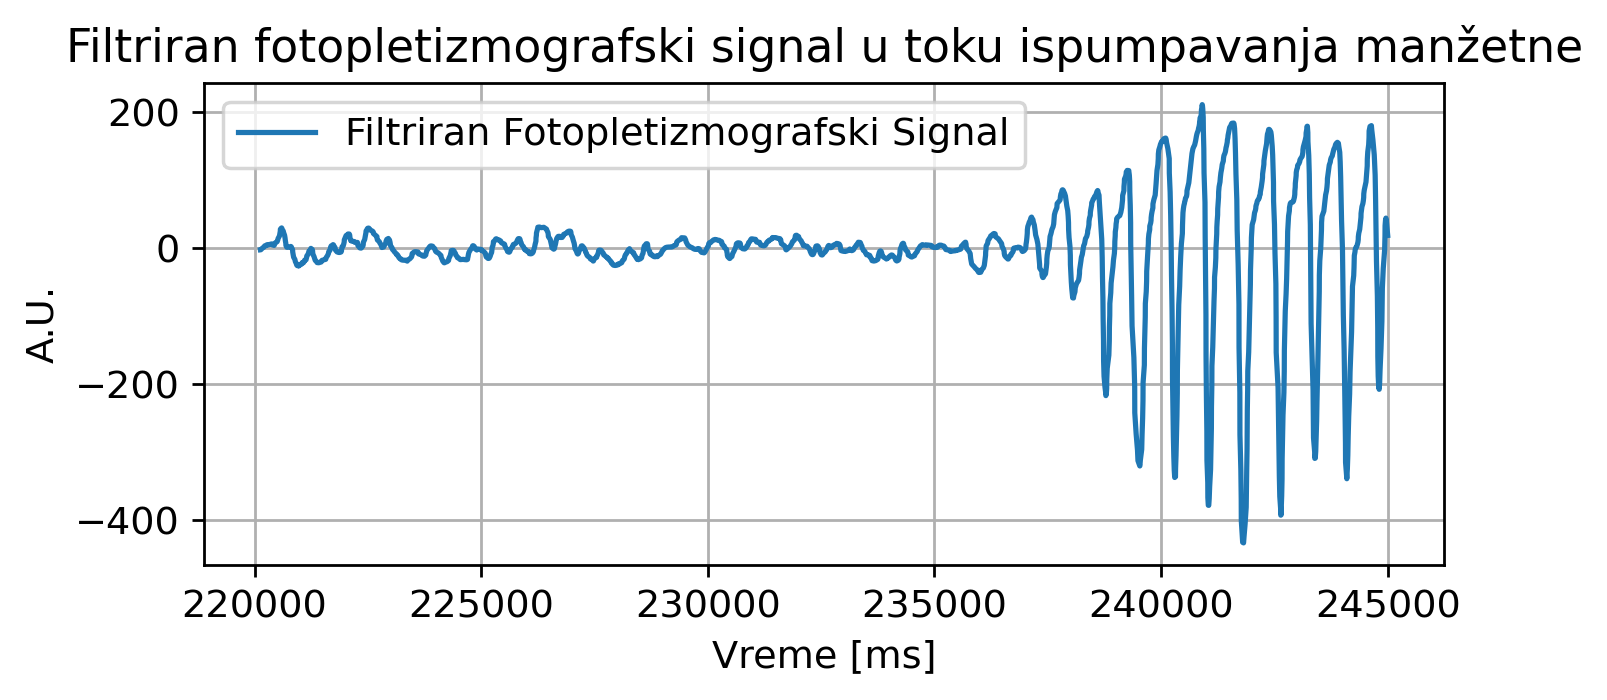 Filtriran fotopletizmografski signal u toku ispumpavanja manžetne
Filtriran Fotopletizmografski Signal
200
0
−200
−400
A.U.
220000 225000 230000 235000 240000 245000
Vreme [ms]